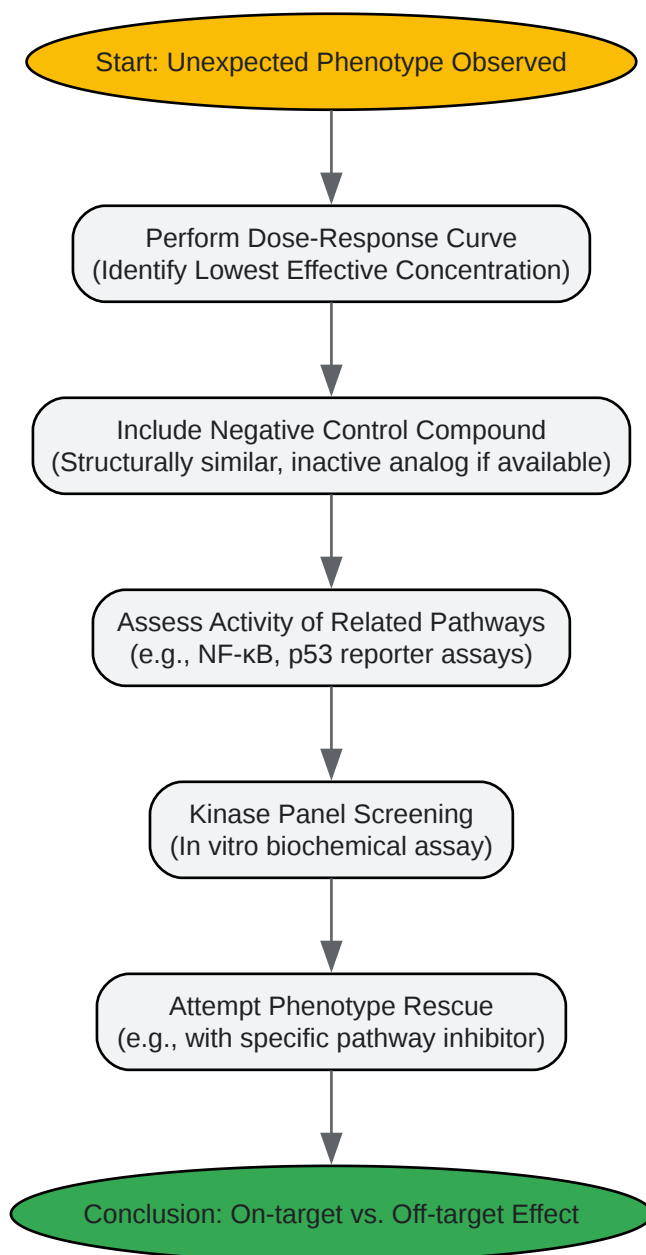 Start: Unexpected Phenotype Observed
Perform Dose-Response Curve
(Identify Lowest Effective Concentration)
Include Negative Control Compound
(Structurally similar, inactive analog if available)
Assess Activity of Related Pathways
(e.g., NF-κB, p53 reporter assays)
Kinase Panel Screening
(In vitro biochemical assay)
Attempt Phenotype Rescue
(e.g., with specific pathway inhibitor)
Conclusion: On-target vs. Off-target Effect